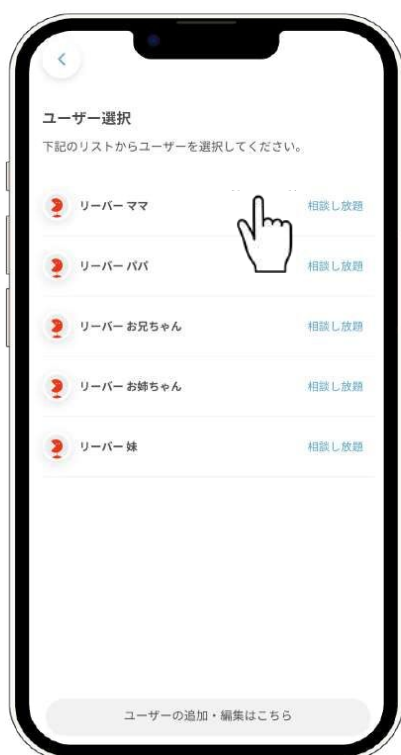 ユーザー選択
下記のリストからユーザーを選択してください。
リーバー ママ 相談し放題
リーバー パパ 相談し放題
リーバー お兄ちゃん 相談し放題
リーバー お姉ちゃん 相談し放題
リーバー 妹 相談し放題
ユーザーの追加・編集はこちら